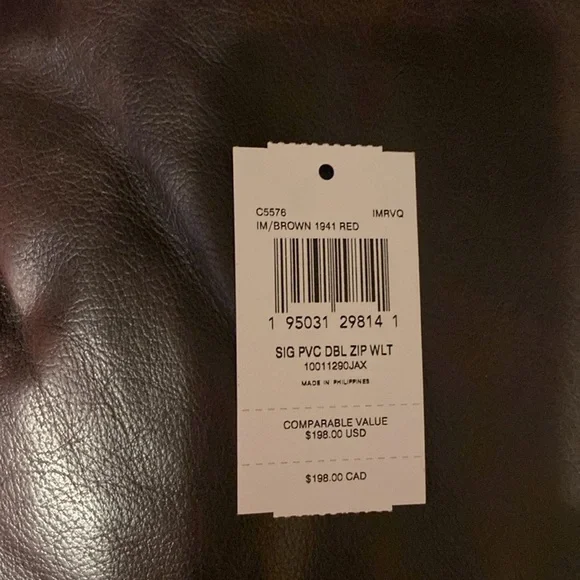 C5576 IMRVQ
IM/BROWN 1941 RED
1 95031 29814 1
SIG PVC DBL ZIP WLT
10011290JAX
MADE IN PHILIPPINES
COMPARABLE VALUE
$198.00 USD
$198.00 CAD